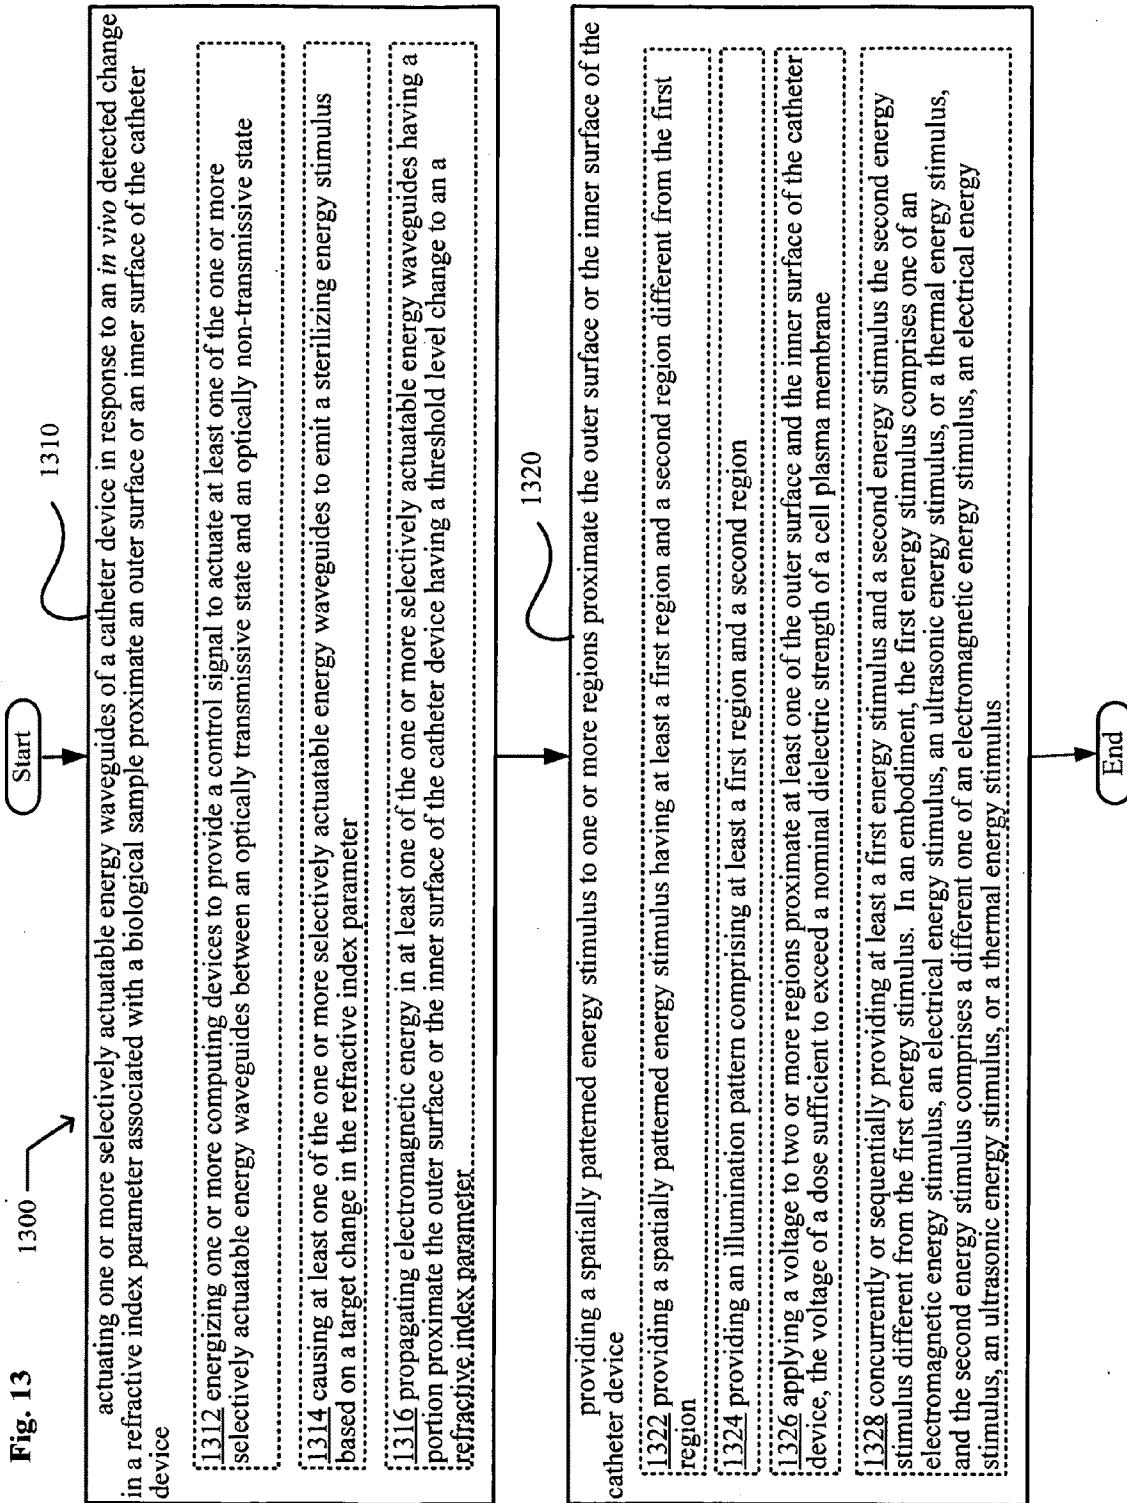 Fig. 13
1300
Start
1310
actuating one or more selectively actuatable energy waveguides of a catheter device in response to an in vivo detected change
in a refractive index parameter associated with a biological sample proximate an outer surface or an inner surface of the catheter
device
1312 energizing one or more computing devices to provide a control signal to actuate at least one of the one or more
selectively actuatable energy waveguides between an optically transmissive state and an optically non-transmissive state
1314 causing at least one of the one or more selectively actuatable energy waveguides to emit a sterilizing energy stimulus
based on a target change in the refractive index parameter
1316 propagating electromagnetic energy in at least one of the one or more selectively actuatable energy waveguides having a
portion proximate the outer surface or the inner surface of the catheter device having a threshold level change to an a
refractive index parameter
1320
providing a spatially patterned energy stimulus to one or more regions proximate the outer surface or the inner surface of the
catheter device
1322 providing a spatially patterned energy stimulus having at least a first region and a second region different from the first
region
1324 providing an illumination pattern comprising at least a first region and a second region
1326 applying a voltage to two or more regions proximate at least one of the outer surface and the inner surface of the catheter
device, the voltage of a dose sufficient to exceed a nominal dielectric strength of a cell plasma membrane
1328 concurrently or sequentially providing at least a first energy stimulus and a second energy stimulus the second energy
stimulus different from the first energy stimulus. In an embodiment, the first energy stimulus comprises one of an
electromagnetic energy stimulus, an electrical energy stimulus, an ultrasonic energy stimulus, or a thermal energy stimulus,
and the second energy stimulus comprises a different one of an electromagnetic energy stimulus, an electrical energy
stimulus, an ultrasonic energy stimulus, or a thermal energy stimulus
End